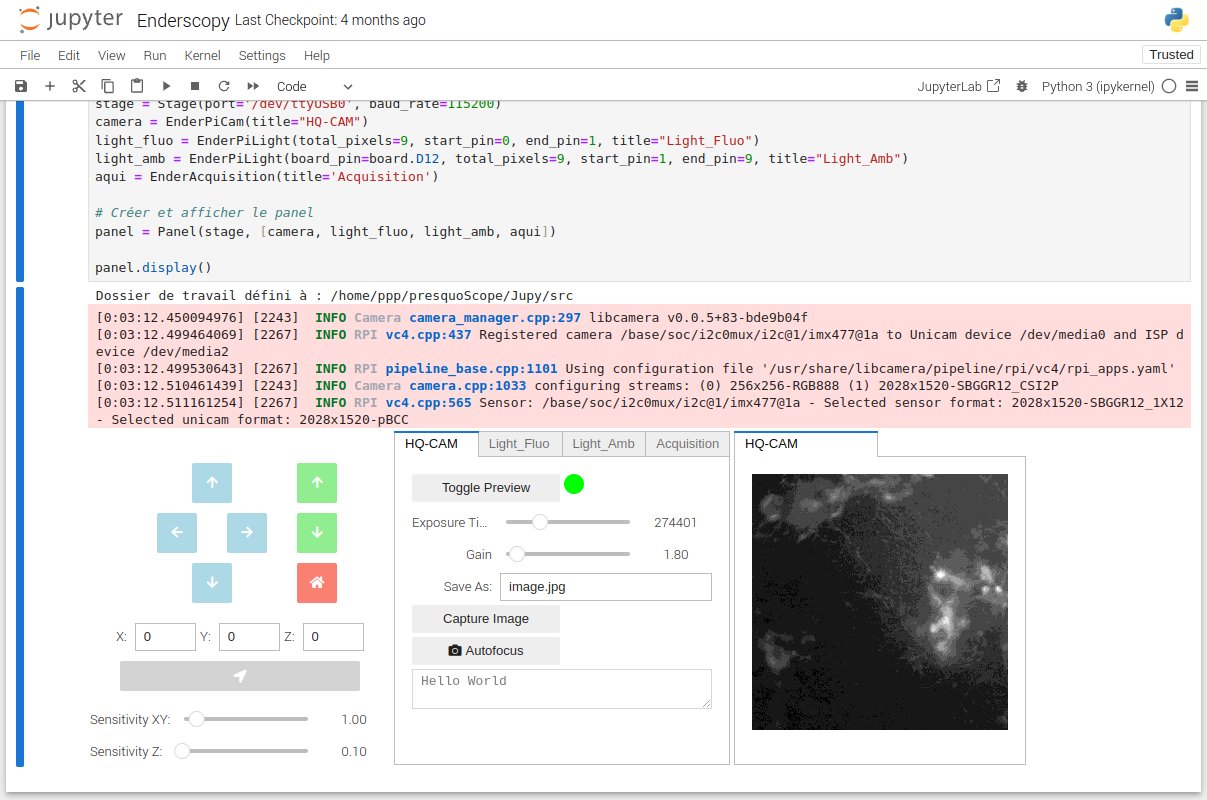 jupyter Enderscopy Last Checkpoint: 4 months ago
File Edit View Run Kernel Settings Help Trusted
Code JupyterLab Python 3 (ipykernel)
stage = Stage(port='/dev/ttyUSB0', baud_rate=115200)
camera = EnderPiCam(title="HQ-CAM")
light_fluo = EnderPiLight(total_pixels=9, start_pin=0, end_pin=1, title="Light_Fluo")
light_amb = EnderPiLight(board_pin=board.D12, total_pixels=9, start_pin=1, end_pin=9, title="Light_Amb")
aqui = EnderAcquisition(title='Acquisition')
# Créer et afficher le panel
panel = Panel(stage, [camera, light_fluo, light_amb, aqui])
panel.display()
Dossier de travail défini à : /home/ppp/presquoScope/Jupy/src
[0:03:12.450094976] [2243]  INFO Camera camera_manager.cpp:297 libcamera v0.0.5+83-bde9b04f
[0:03:12.499464069] [2267]  INFO RPI vc4.cpp:437 Registered camera /base/soc/i2c0mux/i2c@1/imx477@1a to Unicam device /dev/media0 and ISP d
evice /dev/media2
[0:03:12.499530643] [2267]  INFO RPI pipeline_base.cpp:1101 Using configuration file '/usr/share/libcamera/pipeline/rpi/vc4/rpi_apps.yaml'
[0:03:12.510461439] [2243]  INFO Camera camera.cpp:1033 configuring streams: (0) 256x256-RGB888 (1) 2028x1520-SBGGR12_CSI2P
[0:03:12.511161254] [2267]  INFO RPI vc4.cpp:565 Sensor: /base/soc/i2c0mux/i2c@1/imx477@1a - Selected sensor format: 2028x1520-SBGGR12_1X12
- Selected unicam format: 2028x1520-pBCC
HQ-CAM Light_Fluo Light_Amb Acquisition HQ-CAM
Toggle Preview
Exposure Ti... 274401
Gain 1.80
Save As: image.jpg
Capture Image
X: 0 Y: 0 Z: 0
Autofocus
Hello World
Sensitivity XY: 1.00
Sensitivity Z: 0.10